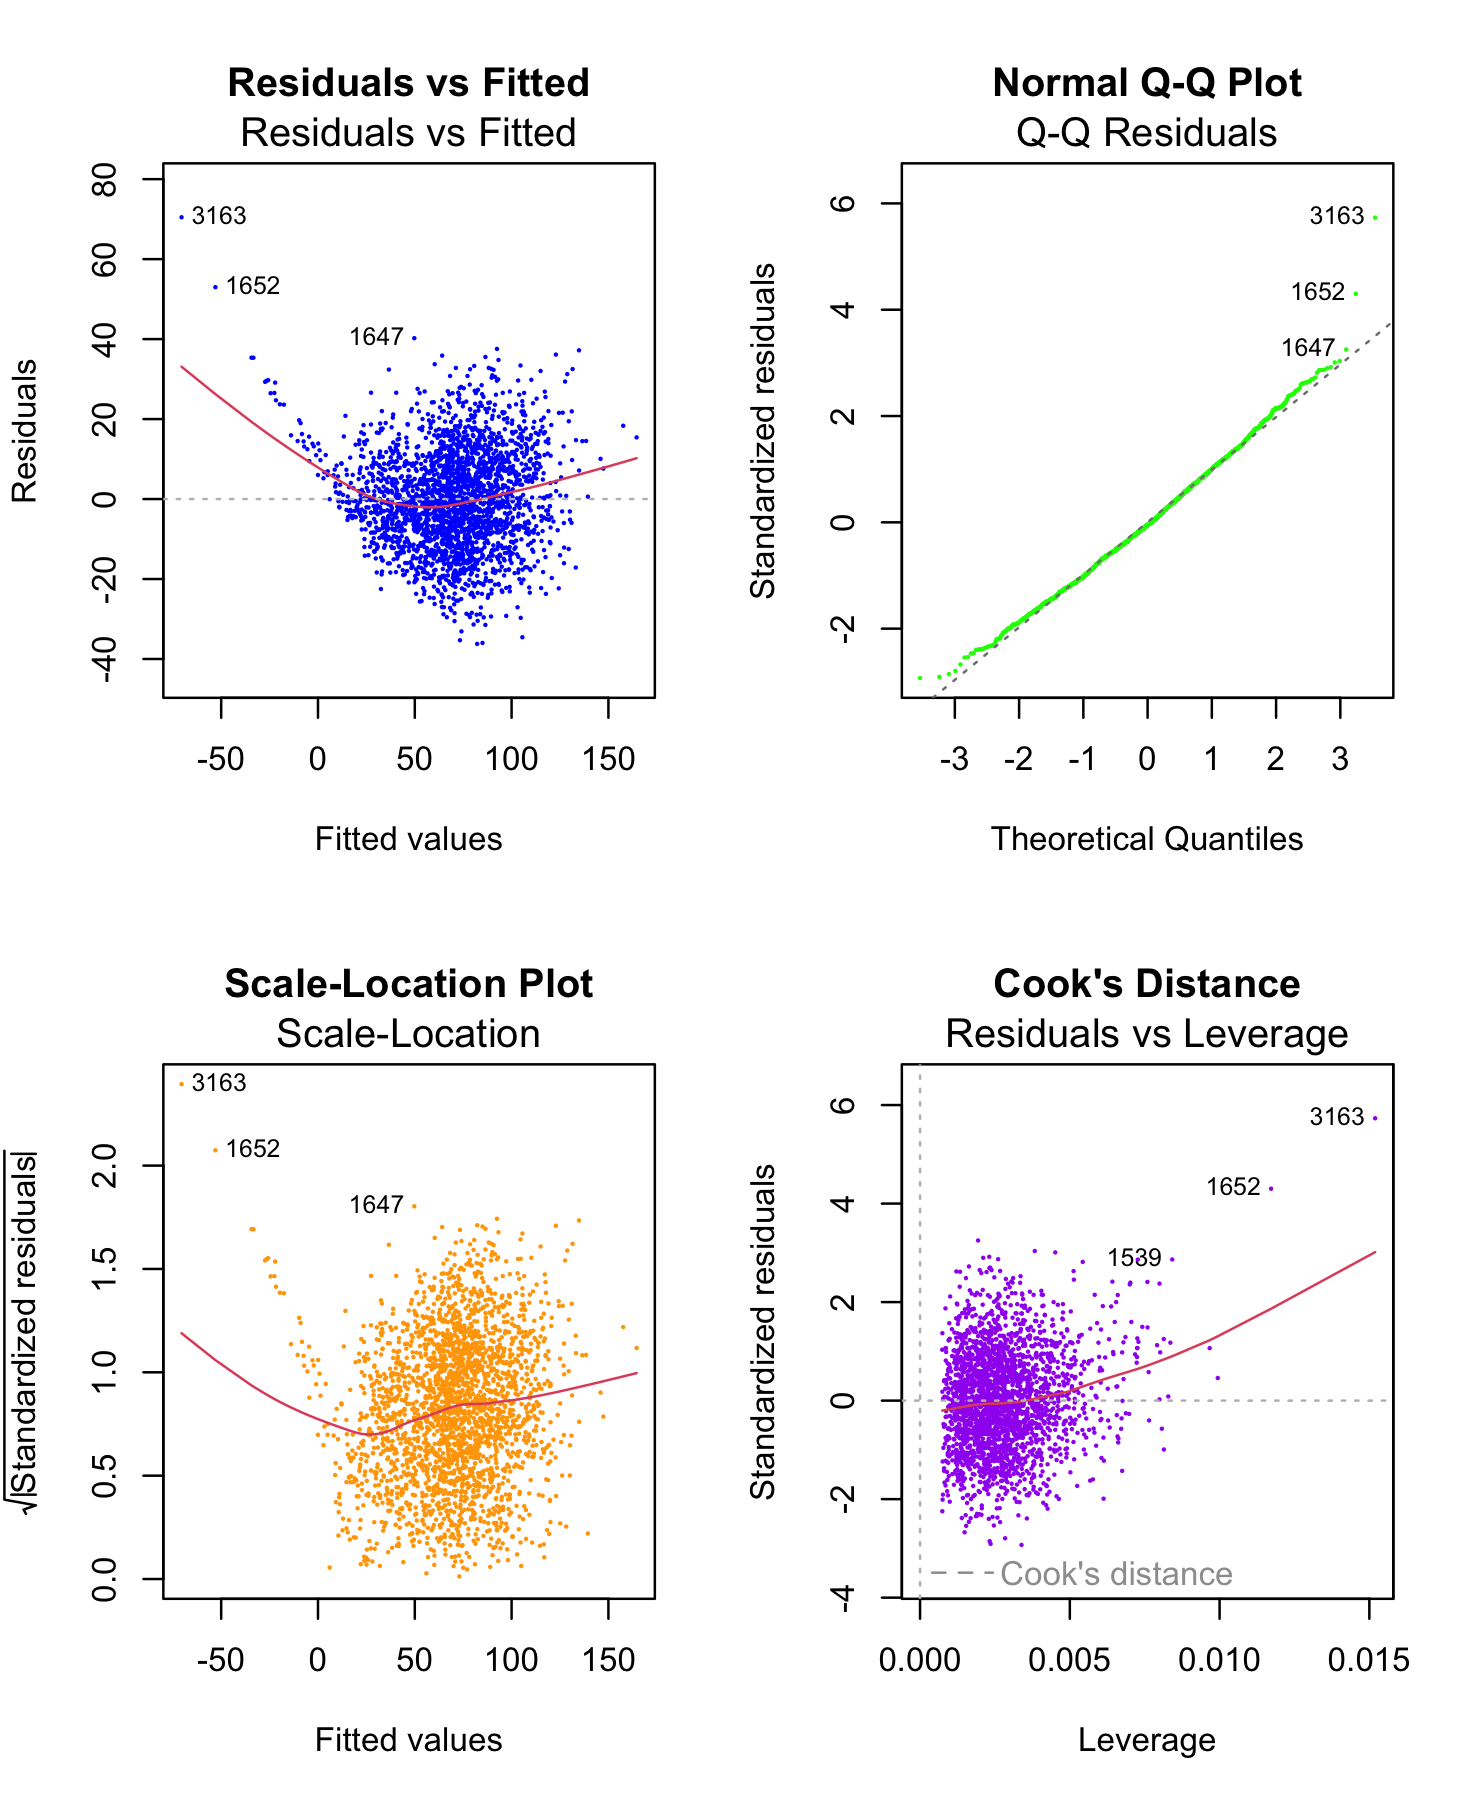 Residuals vs Fitted
Residuals vs Fitted
80
60
40
20
0
-20
-40
Residuals
3163
1652
1647
-50 0 50 100 150
Fitted values
Normal Q-Q Plot
Q-Q Residuals
6
4
2
0
-2
Standardized residuals
3163
1652
1647
-3 -2 -1 0 1 2 3
Theoretical Quantiles
Scale-Location Plot
Scale-Location
2.0
1.5
1.0
0.5
0.0
√|Standardized residuals|
3163
1652
1647
-50 0 50 100 150
Fitted values
Cook's Distance
Residuals vs Leverage
6
4
2
0
-2
-4
Standardized residuals
3163
1652
1539
Cook's distance
0.000 0.005 0.010 0.015
Leverage